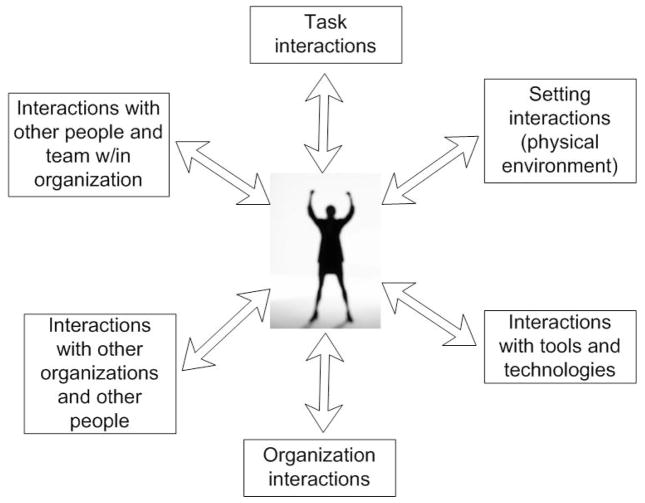 Task
interactions
Interactions with
other people and
team w/in
organization
Setting
interactions
(physical
environment)
Interactions
with other
organizations
and other
people
Interactions
with tools and
technologies
Organization
interactions